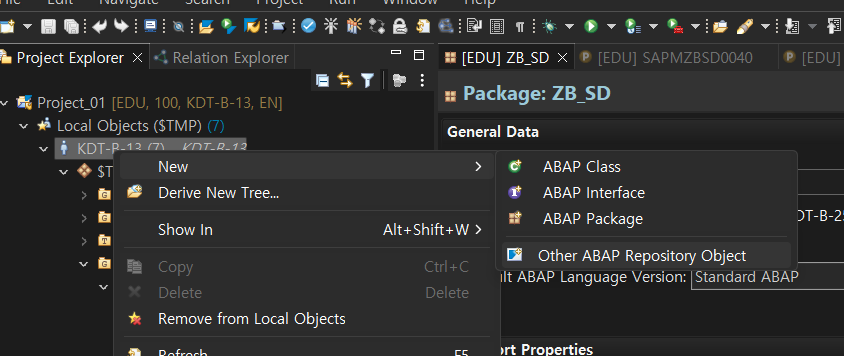 File Edit Navigate Search Project Run Window Help
Project Explorer Relation Explorer
[EDU] ZB_SD [EDU] SAPMZBSD0040 [EDU]
Project_01 [EDU, 100, KDT-B-13, EN]
Local Objects ($TMP) (7)
KDT-B-13 (7) KDT-B-13
$T
G
G
T
G
New
Derive New Tree...
Show In Alt+Shift+W
Copy Ctrl+C
Delete Delete
Remove from Local Objects
Refresh F5
ABAP Class
ABAP Interface
ABAP Package
Other ABAP Repository Object
Package: ZB_SD
General Data
KDT-B-25
ult ABAP Language Version: Standard ABAP
ort Properties